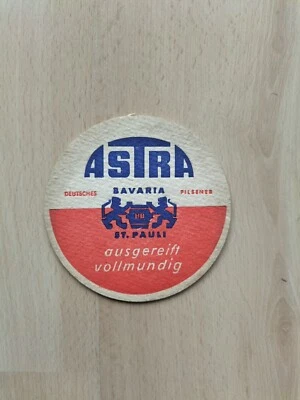 ASTRA
DEUTSCHES BAVARIA PILSENER
ST. PAULI
ausgereift
vollmundig